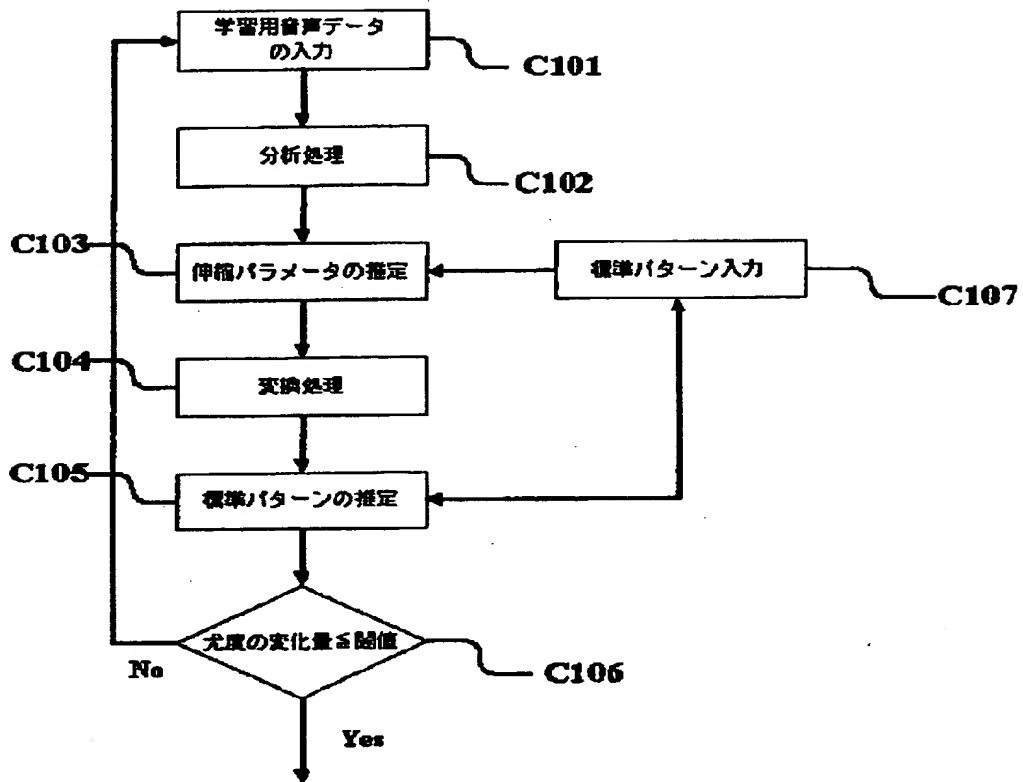 学習用音声データ
の入力
C101
分析処理
C102
C103
伸縮パラメータの推定
標準パターン入力
C107
C104
変換処理
C105
標準パターンの推定
尤度の変化量≦閾値
C106
No
Yes